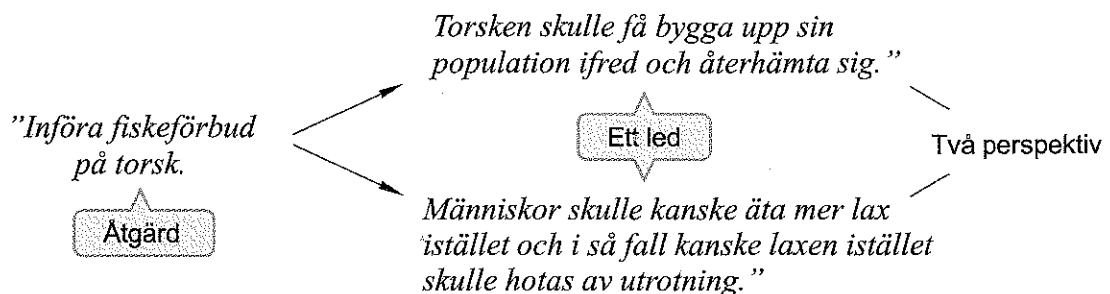 Torsken skulle få bygga upp sin
population ifred och återhämta sig.”
”Införa fiskeförbud
på torsk.
Åtgärd
Ett led
Två perspektiv
Människor skulle kanske äta mer lax
istället och i så fall kanske laxen istället
skulle hotas av utrotning.”